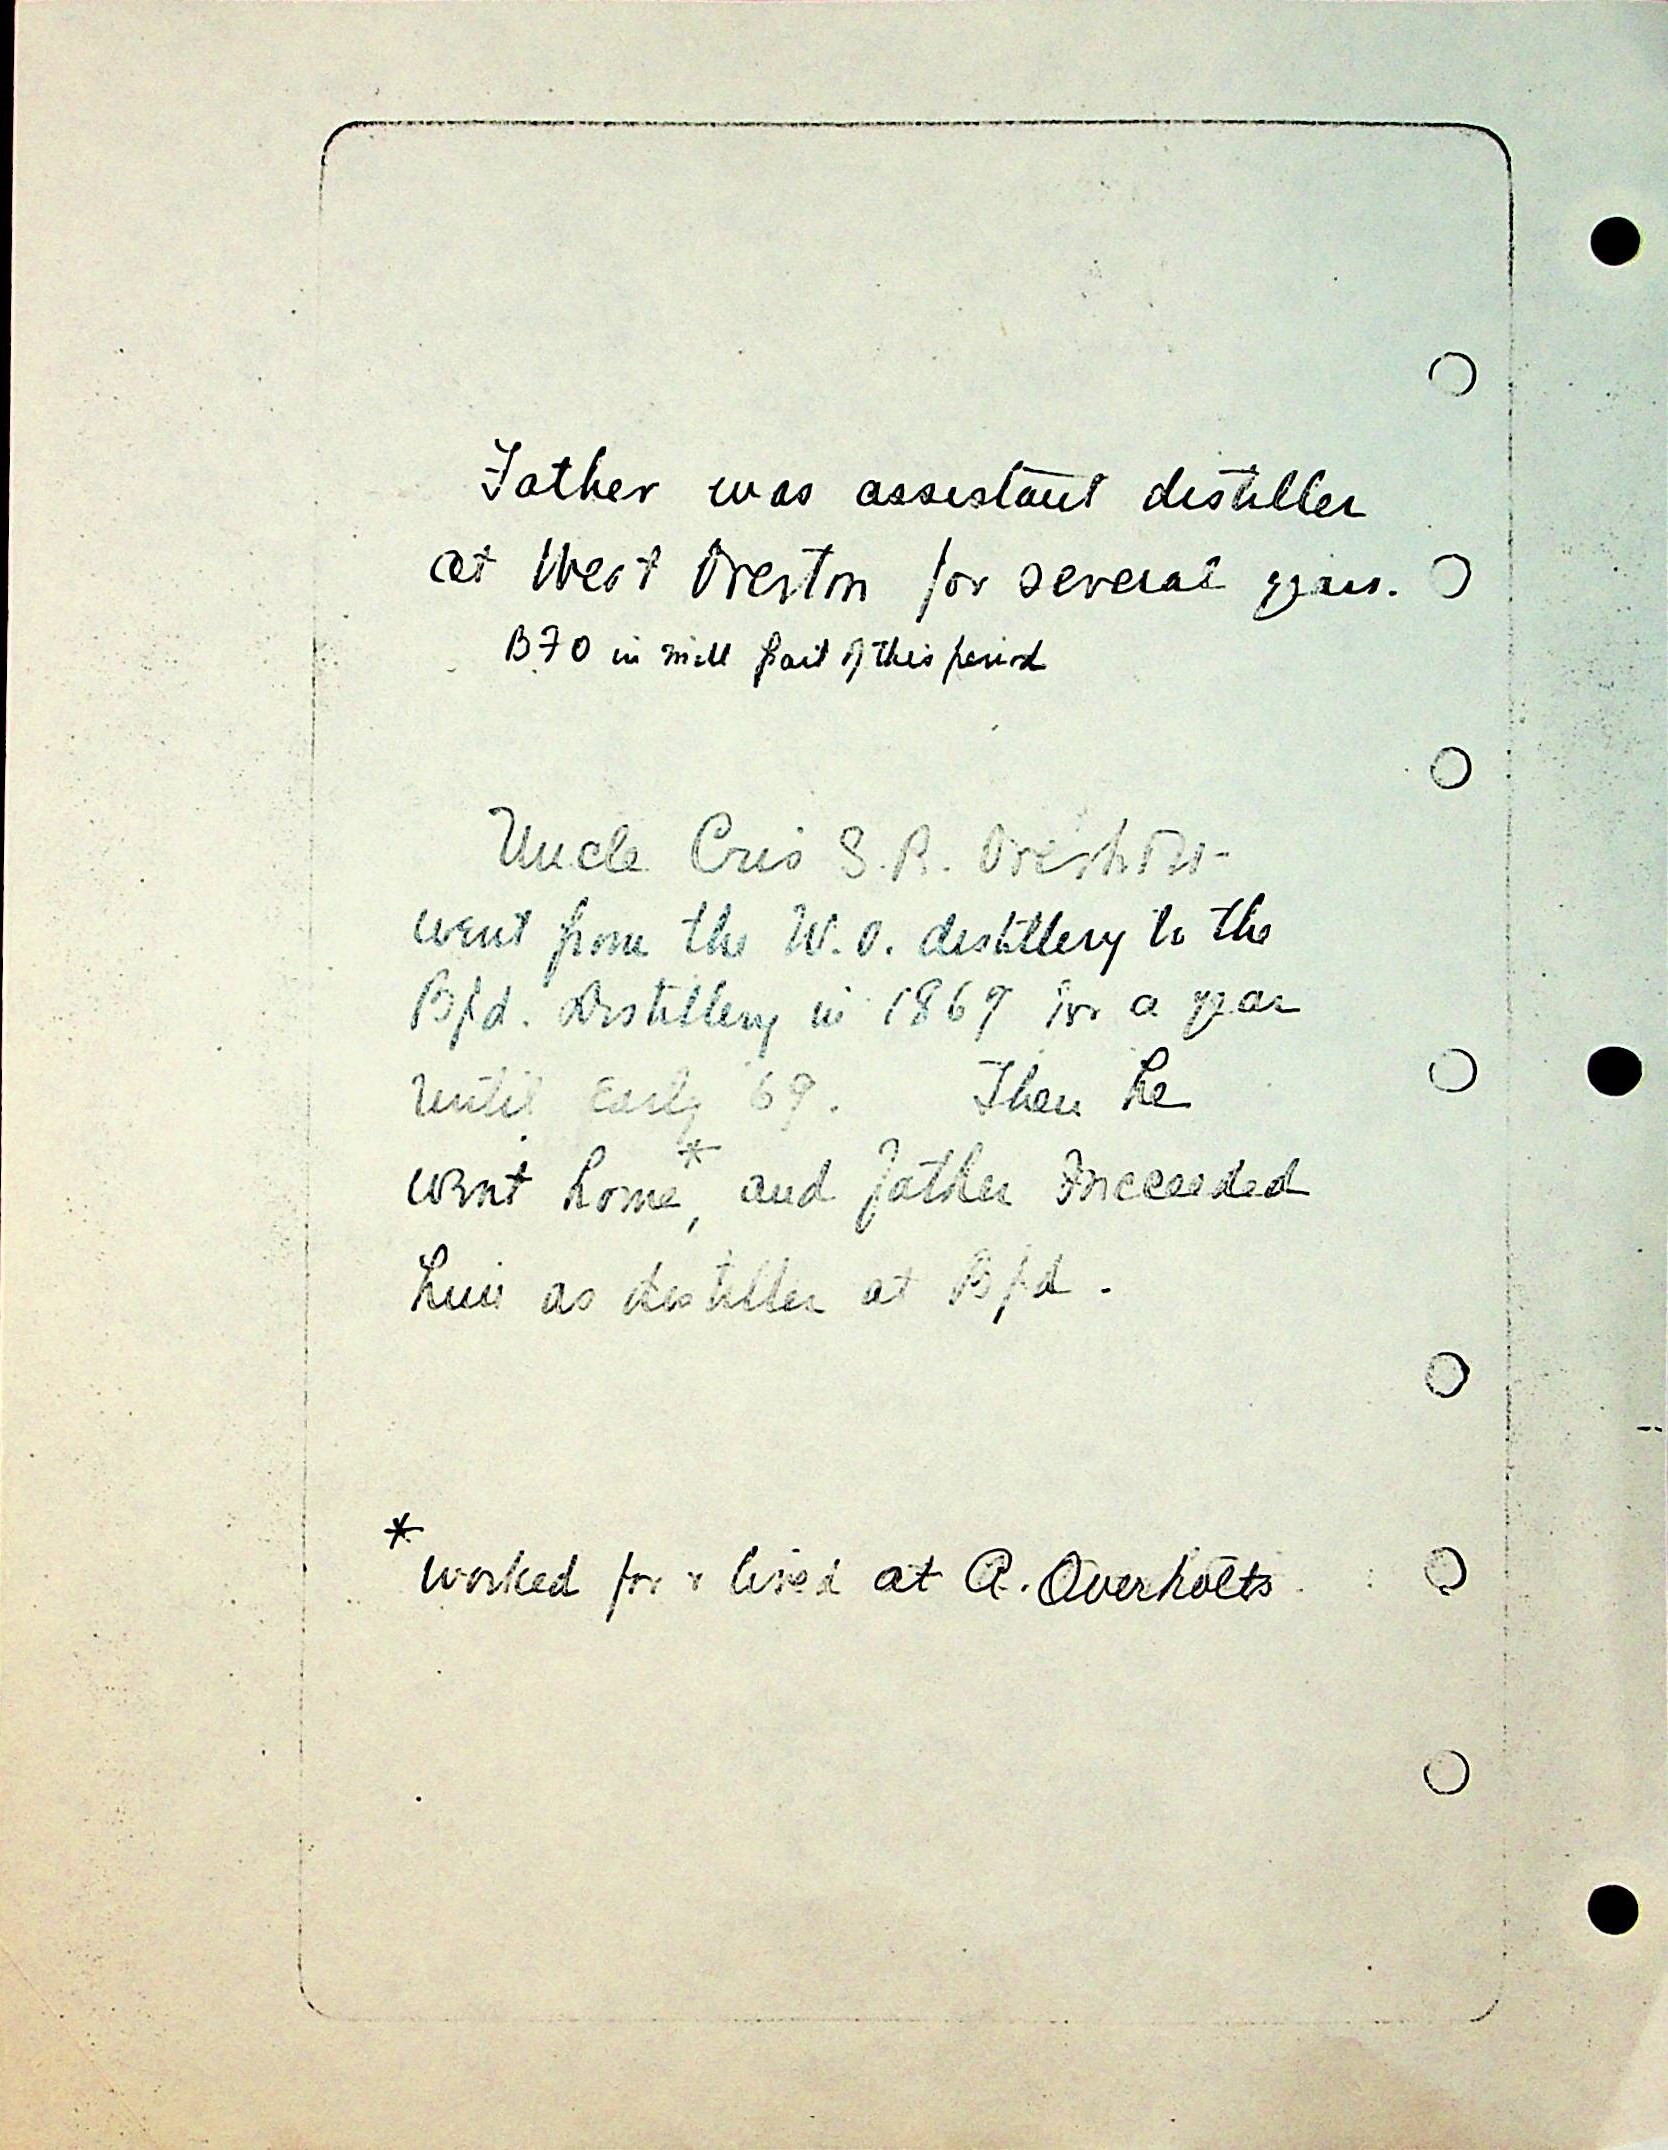 Father was assistant distiller
at West Overton for several years.
BFO in mill part of this period
Uncle Cris S.R. Overholt
went from the W.O. distillery to the
Bfd. Distillery in 1869 for a year
until early '69. Then he
went home*, and father succeeded
him as distiller at Bfd.
* worked for & lived at A. Overholts